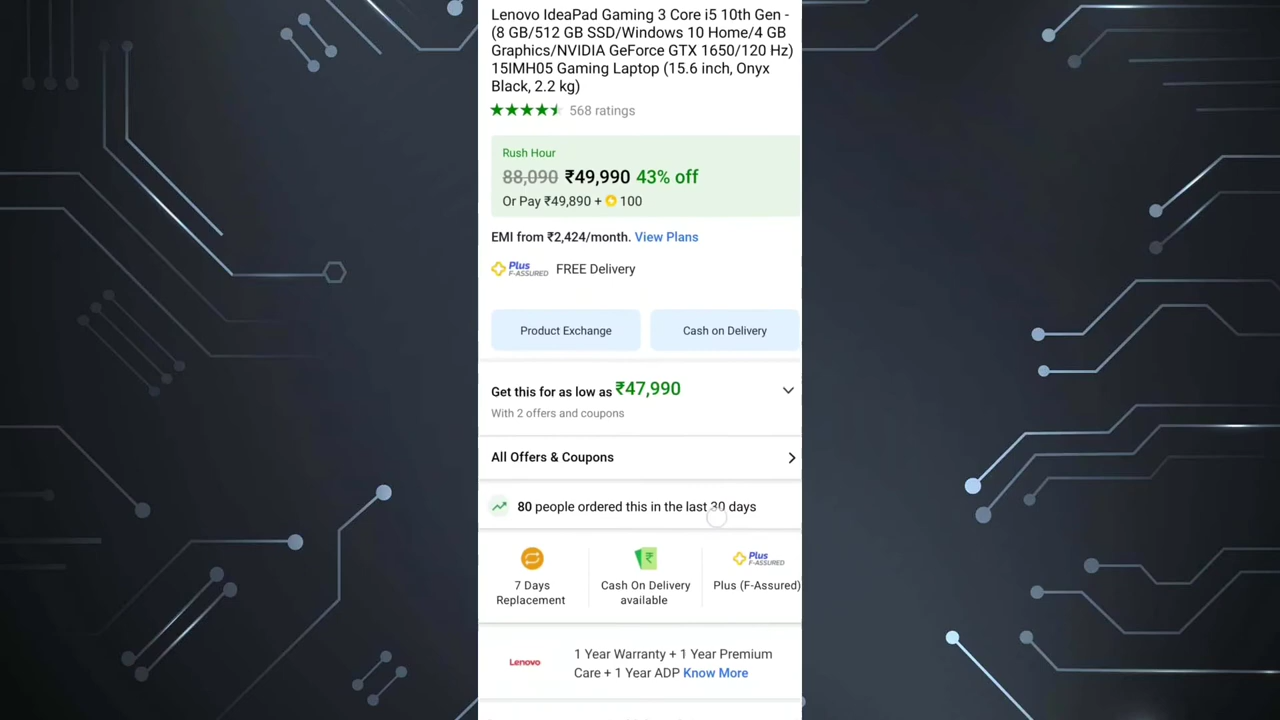 Lenovo IdeaPad Gaming 3 Core i5 10th Gen -
(8 GB/512 GB SSD/Windows 10 Home/4 GB
Graphics/NVIDIA GeForce GTX 1650/120 Hz)
15IMH05 Gaming Laptop (15.6 inch, Onyx
Black, 2.2 kg)
568 ratings
Rush Hour
88,090 ₹49,990 43% off
Or Pay ₹49,890 + 100
EMI from ₹2,424/month. View Plans
Plus F-ASSURED FREE Delivery
Product Exchange
Cash on Delivery
Get this for as low as ₹47,990
With 2 offers and coupons
All Offers & Coupons
80 people ordered this in the last 30 days
7 Days
Replacement
₹
Cash On Delivery
available
Plus F-ASSURED
Plus (F-Assured)
Lenovo
1 Year Warranty + 1 Year Premium
Care + 1 Year ADP Know More